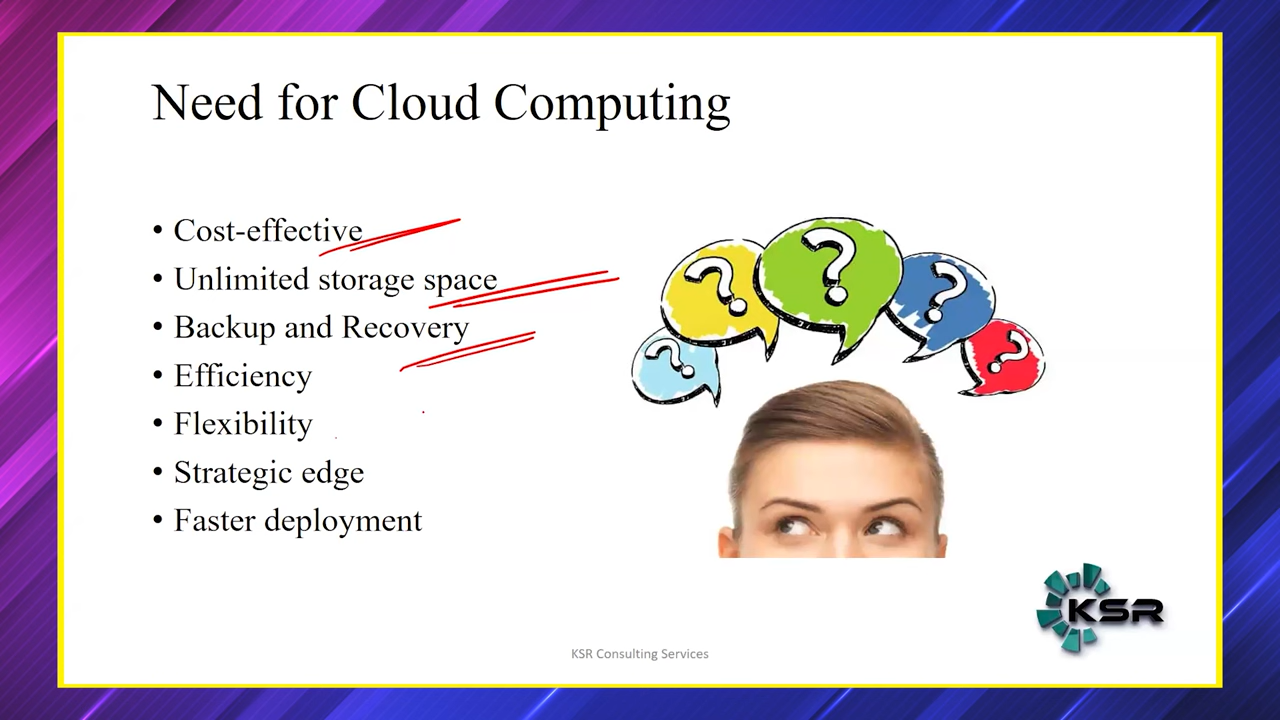 Need for Cloud Computing
• Cost-effective
• Unlimited storage space
• Backup and Recovery
• Efficiency
• Flexibility
• Strategic edge
• Faster deployment
? ? ? ? ?
KSR
KSR Consulting Services